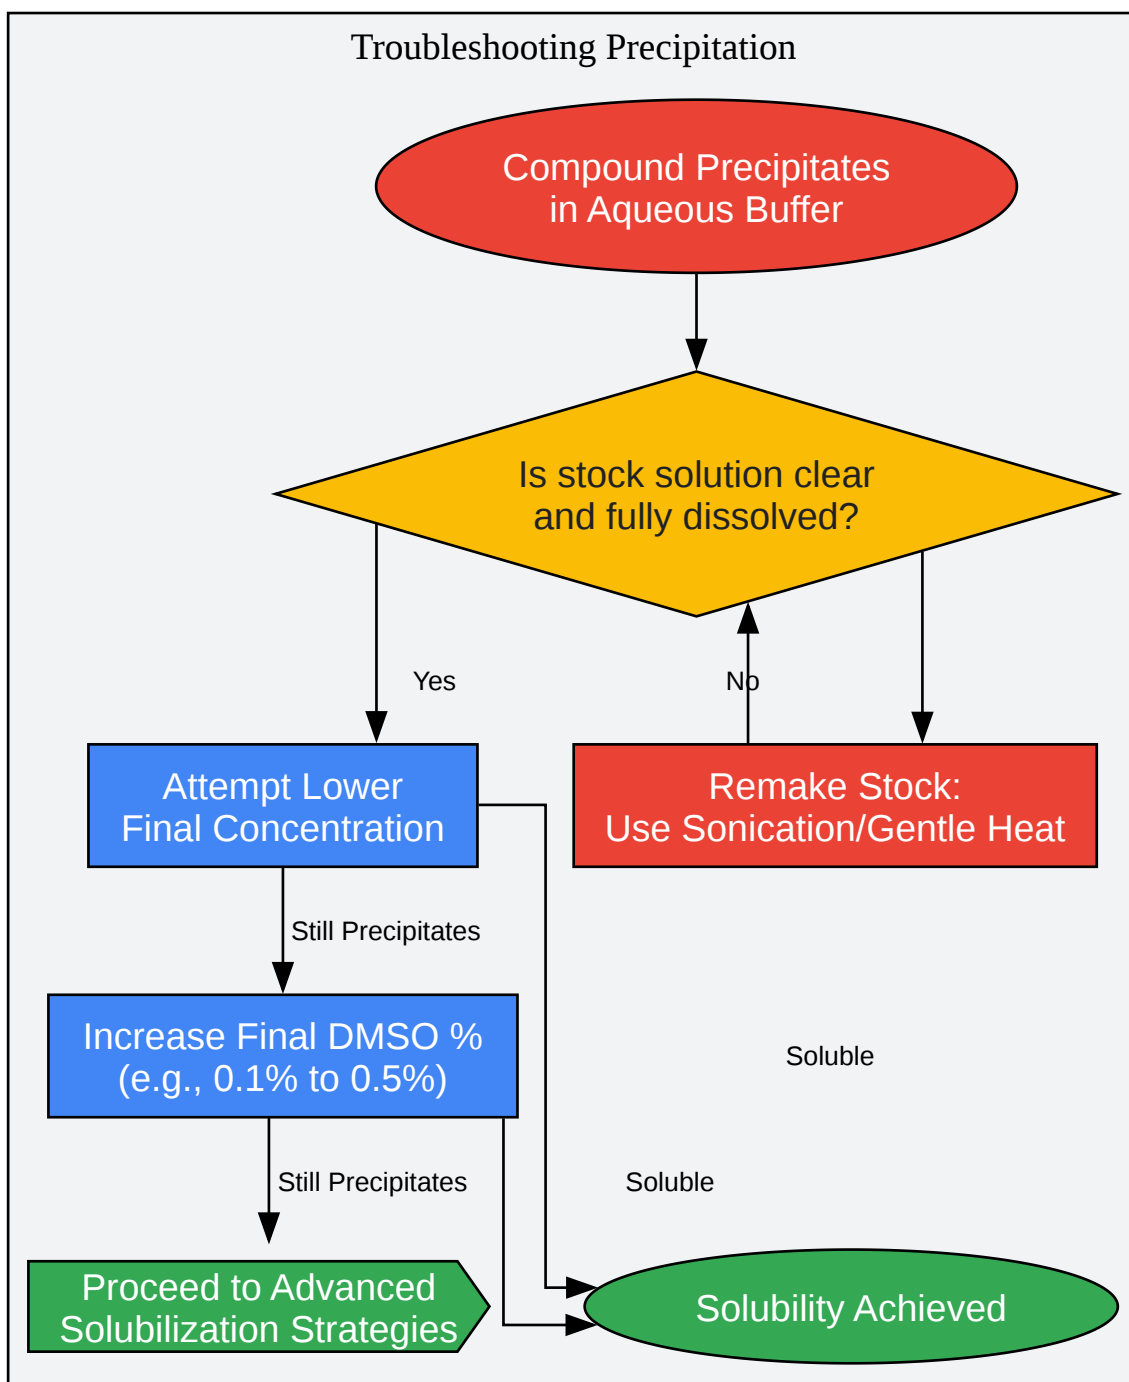 Troubleshooting Precipitation
Compound Precipitates
in Aqueous Buffer
Is stock solution clear
and fully dissolved?
Yes
No
Attempt Lower
Final Concentration
Remake Stock:
Use Sonication/Gentle Heat
Still Precipitates
Increase Final DMSO %
(e.g., 0.1% to 0.5%)
Soluble
Still Precipitates
Soluble
Proceed to Advanced
Solubilization Strategies
Solubility Achieved